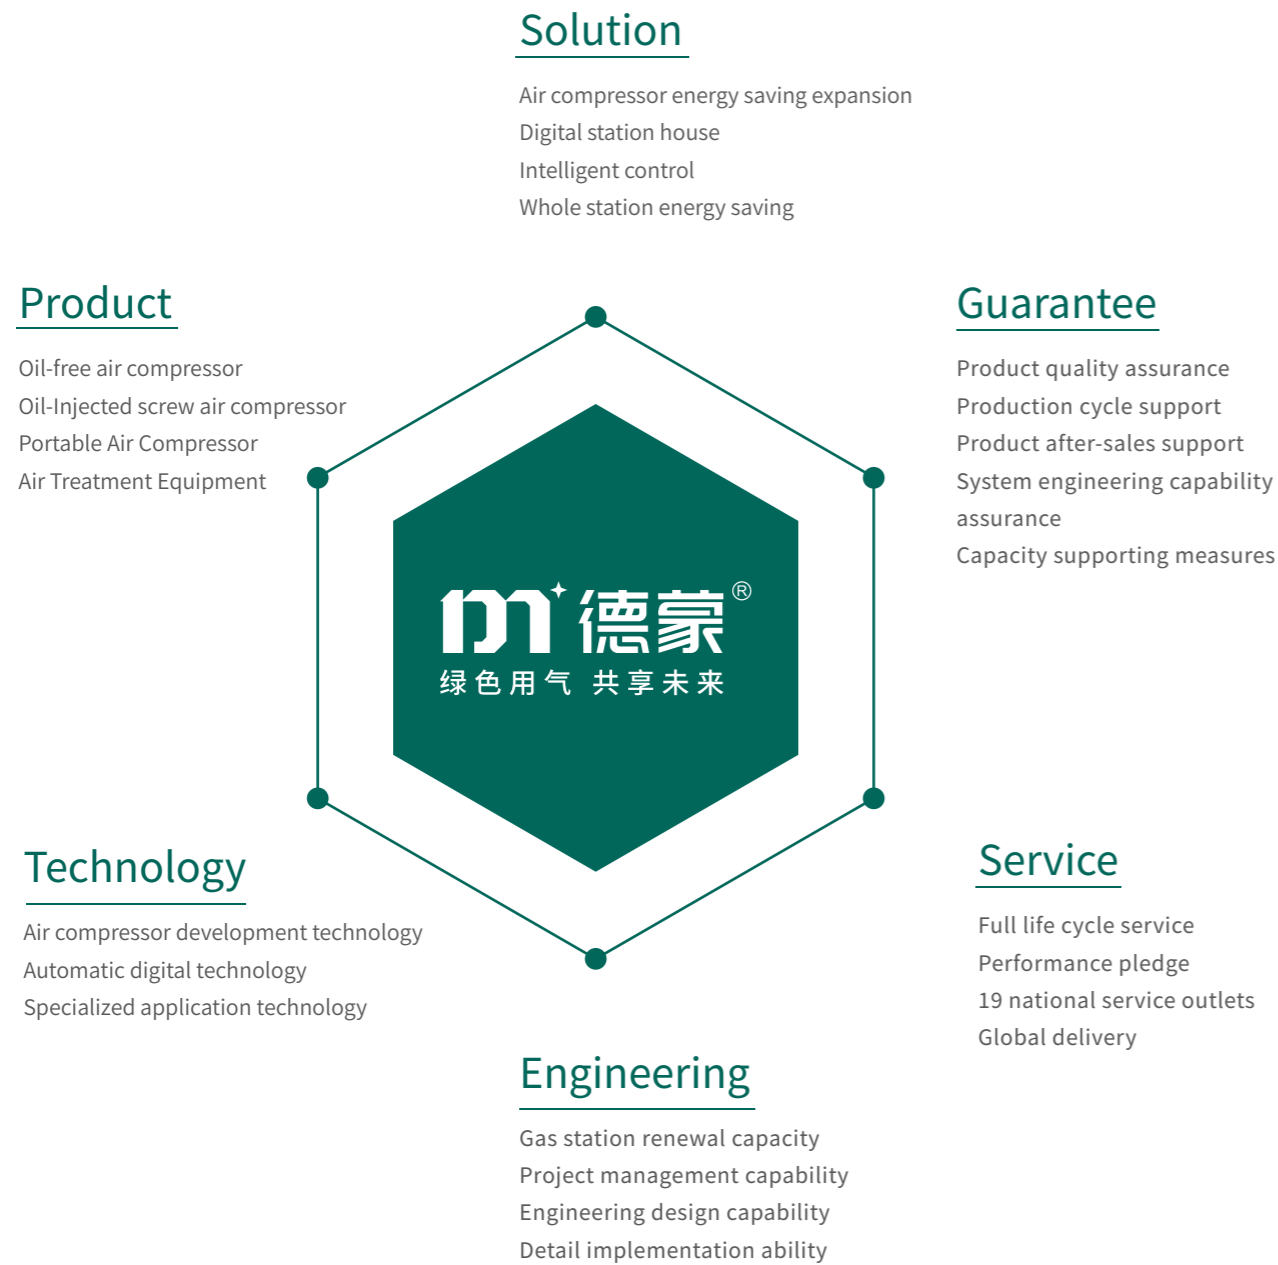 Solution
Air compressor energy saving expansion
Digital station house
Intelligent control
Whole station energy saving
Product
Oil-free air compressor
Oil-Injected screw air compressor
Portable Air Compressor
Air Treatment Equipment
Guarantee
Product quality assurance
Production cycle support
Product after-sales support
System engineering capability
assurance
Capacity supporting measures
m 德蒙®
绿色用气 共享未来
Technology
Air compressor development technology
Automatic digital technology
Specialized application technology
Service
Full life cycle service
Performance pledge
19 national service outlets
Global delivery
Engineering
Gas station renewal capacity
Project management capability
Engineering design capability
Detail implementation ability